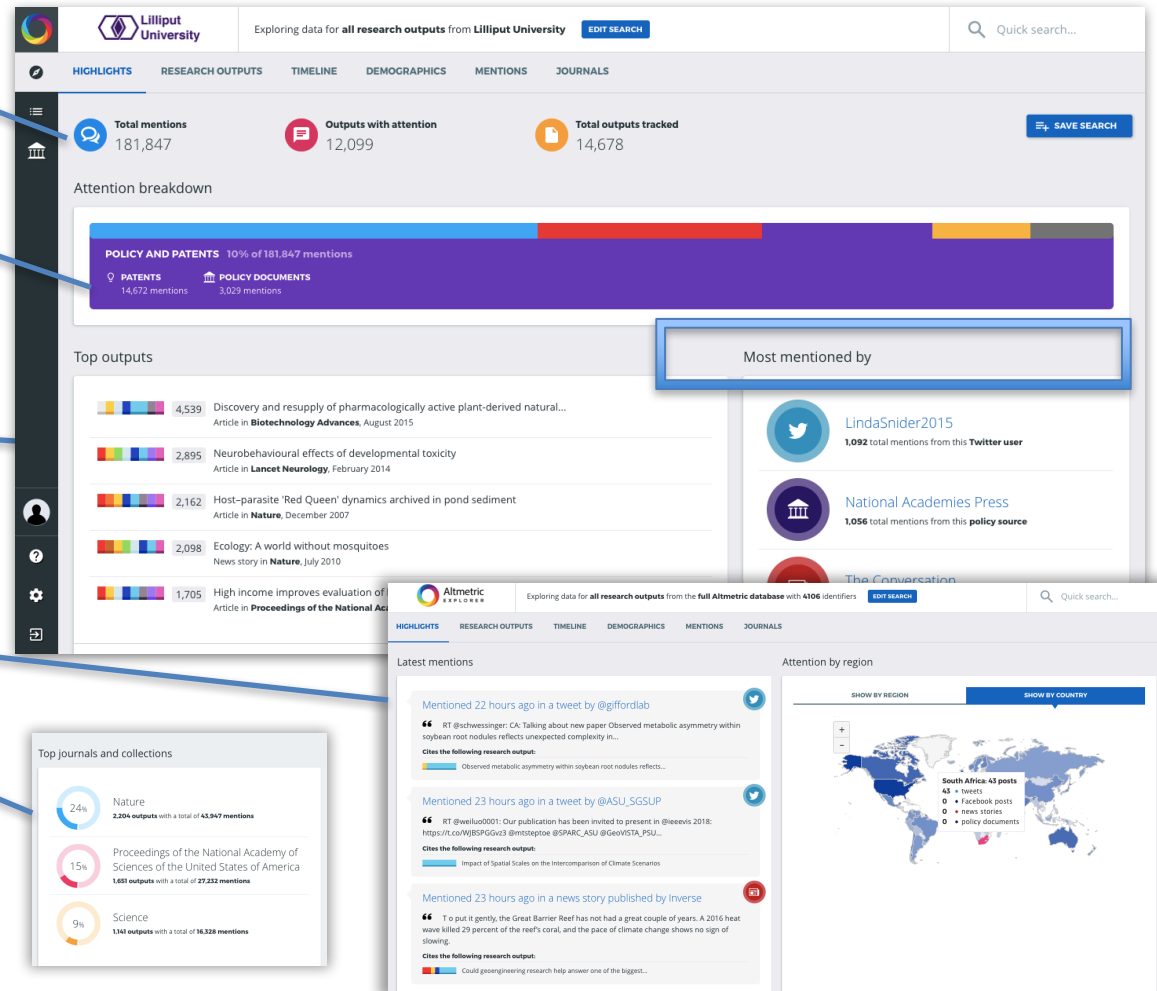 Lilliput
University
Exploring data for all research outputs from Lilliput University
EDIT SEARCH
Quick search...
HIGHLIGHTS
RESEARCH OUTPUTS
TIMELINE
DEMOGRAPHICS
MENTIONS
JOURNALS
Total mentions
181,847
Outputs with attention
12,099
Total outputs tracked
14,678
SAVE SEARCH
Attention breakdown
POLICY AND PATENTS 10% of 181,847 mentions
PATENTS
14,672 mentions
POLICY DOCUMENTS
3,029 mentions
Top outputs
4,539 Discovery and resupply of pharmacologically active plant-derived natural...
Article in Biotechnology Advances, August 2015
2,895 Neurobehavioural effects of developmental toxicity
Article in Lancet Neurology, February 2014
2,162 Host–parasite 'Red Queen' dynamics archived in pond sediment
Article in Nature, December 2007
2,098 Ecology: A world without mosquitoes
News story in Nature, July 2010
1,705 High income improves evaluation of
Article in Proceedings of the National
Most mentioned by
LindaSnider2015
1,092 total mentions from this Twitter user
National Academies Press
1,056 total mentions from this policy source
The Conversation
Altmetric
EXPLORER
Exploring data for all research outputs from the full Altmetric database with 4106 identifiers
EDIT SEARCH
Quick search...
HIGHLIGHTS
RESEARCH OUTPUTS
TIMELINE
DEMOGRAPHICS
MENTIONS
JOURNALS
Latest mentions
Mentioned 22 hours ago in a tweet by @giffordlab
RT @schwessinger: CA: Talking about new paper Observed metabolic asymmetry within
soybean root nodules reflects unexpected complexity in...
Cites the following research output:
Observed metabolic asymmetry within soybean root nodules reflects...
Mentioned 23 hours ago in a tweet by @ASU_SGSUP
RT @weiluo0001: Our publication has been invited to present in @ieeevis 2018:
https://t.co/WJBSPGGvz3 @mtsteptoe @SPARC_ASU @GeoVISTA_PSU...
Cites the following research output:
Impact of Spatial Scales on the Intercomparison of Climate Scenarios
Mentioned 23 hours ago in a news story published by Inverse
T o put it gently, the Great Barrier Reef has not had a great couple of years. A 2016 heat
wave killed 29 percent of the reef's coral, and the pace of climate change shows no sign of
slowing.
Cites the following research output:
Could geoengineering research help answer one of the biggest...
Attention by region
SHOW BY REGION
SHOW BY COUNTRY
+
-
South Africa: 43 posts
43 • tweets
0 • Facebook posts
0 • news stories
0 • policy documents
Top journals and collections
24%
Nature
2,204 outputs with a total of 43,947 mentions
15%
Proceedings of the National Academy of
Sciences of the United States of America
1,651 outputs with a total of 27,232 mentions
9%
Science
1,141 outputs with a total of 16,328 mentions